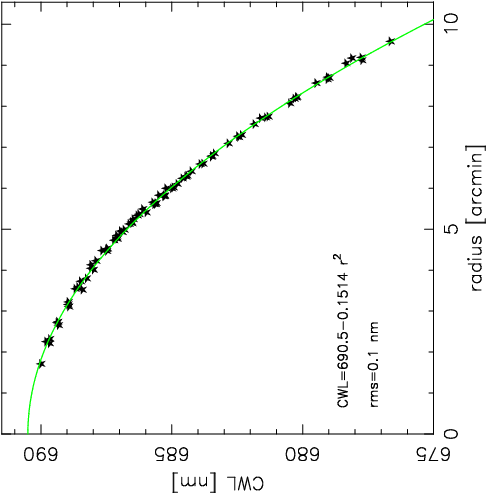 10
5
0
radius [arcmin]
CWL=690.5-0.1514 r²
rms=0.1 nm
690
685
680
675
CWL [nm]